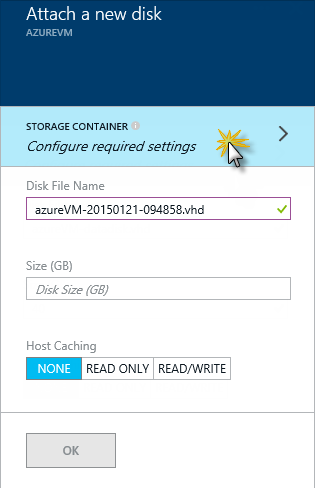 Attach a new disk
AZUREVM
STORAGE CONTAINER
Configure required settings
Disk File Name
azureVM-20150121-094858.vhd
Size (GB)
Disk Size (GB)
Host Caching
NONE READ ONLY READ/WRITE
OK